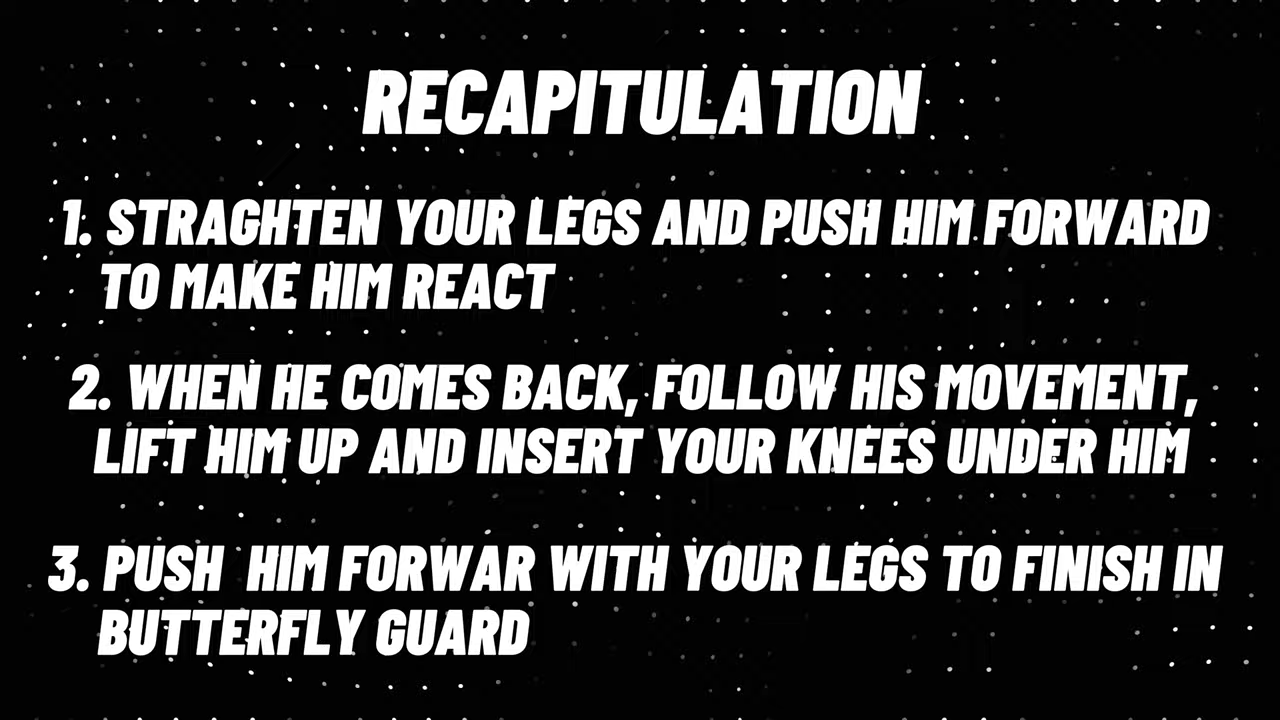 RECAPITULATION
1. STRAGHTEN YOUR LEGS AND PUSH HIM FORWARD
TO MAKE HIM REACT
2. WHEN HE COMES BACK, FOLLOW HIS MOVEMENT,
LIFT HIM UP AND INSERT YOUR KNEES UNDER HIM
3. PUSH HIM FORWAR WITH YOUR LEGS TO FINISH IN
BUTTERFLY GUARD